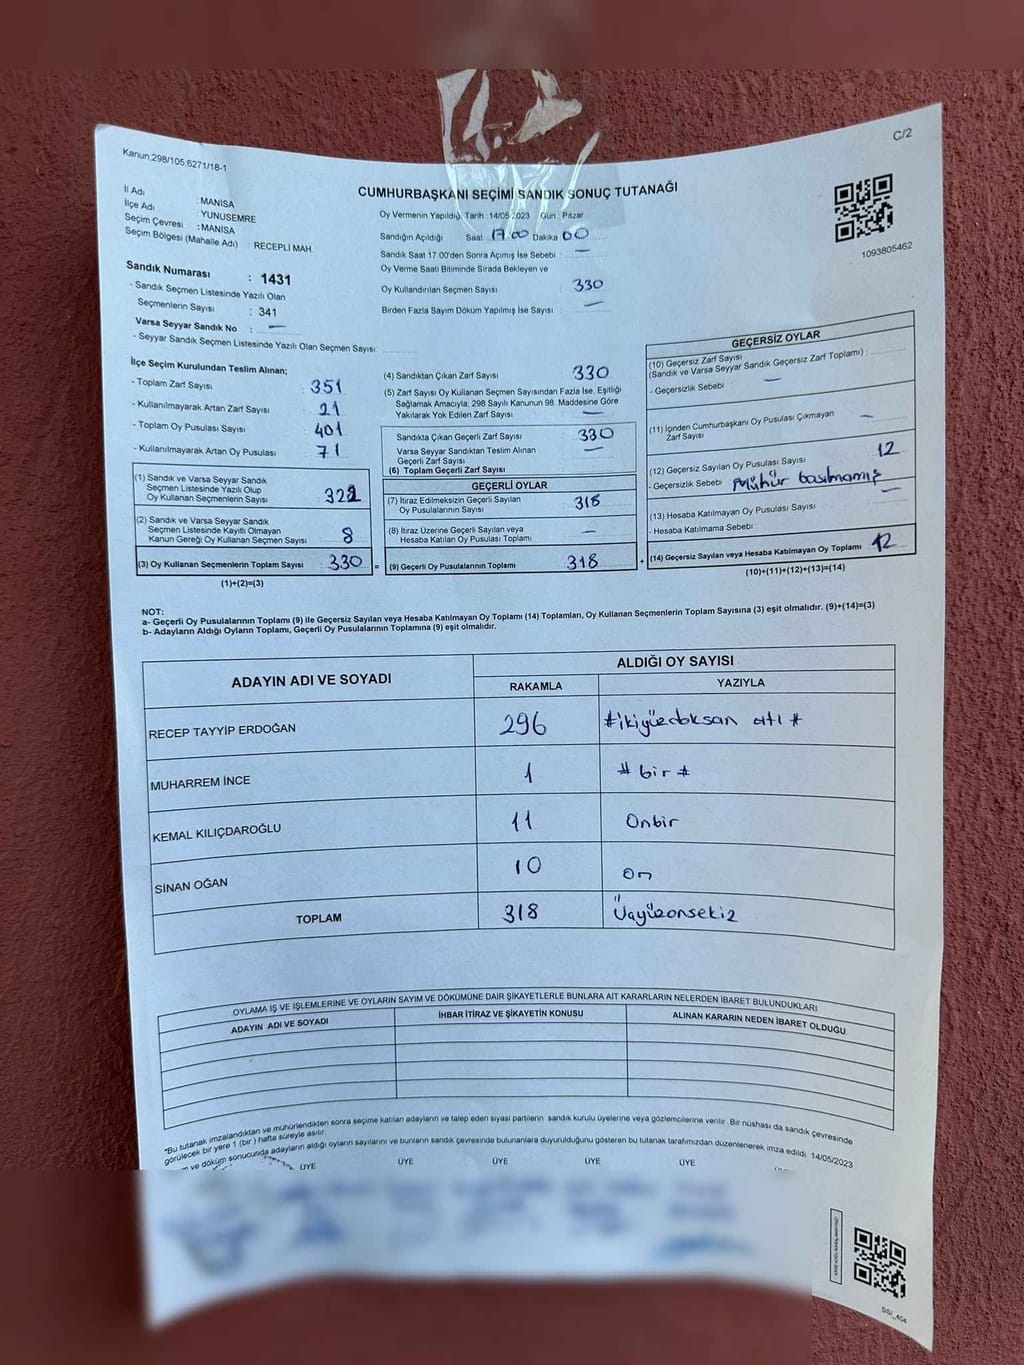 C/2
Kanun;298/105;6271/18-1
CUMHURBAŞKANI SEÇİMİ SANDIK SONUÇ TUTANAĞI
İl Adı : MANİSA
İlçe Adı : YUNUSEMRE
Seçim Çevresi : MANİSA
Seçim Bölgesi (Mahalle Adı) : RECEPLİ MAH
Oy Vermenin Yapıldığı Tarih : 14/05/2023 Gün : Pazar
Sandığın Açıldığı Saat : 17:00 Dakika 00
Sandık Saat 17.00'den Sonra Açımış İse Sebebi : —
Oy Verme Saati Bitiminde Sırada Bekleyen ve
Oy Kullandırılan Seçmen Sayısı : 330
Birden Fazla Sayım Döküm Yapılmış İse Sayısı : —
1093805462
Sandık Numarası : 1431
- Sandık Seçmen Listesinde Yazılı Olan
Seçmenlerin Sayısı : 341
Varsa Seyyar Sandık No : —
- Seyyar Sandık Seçmen Listesinde Yazılı Olan Seçmen Sayısı:
İlçe Seçim Kurulundan Teslim Alınan;
- Toplam Zarf Sayısı : 351
- Kullanılmayarak Artan Zarf Sayısı : 21
- Toplam Oy Pusulası Sayısı : 401
- Kullanılmayarak Artan Oy Pusulası : 71
(1) Sandık ve Varsa Seyyar Sandık
Seçmen Listesinde Yazılı Olup
Oy Kullanan Seçmenlerin Sayısı : 322
(2) Sandık ve Varsa Seyyar Sandık
Seçmen Listesinde Kayıtlı Olmayan
Kanun Gereği Oy Kullanan Seçmen Sayısı : 8
(3) Oy Kullanan Seçmenlerin Toplam Sayısı : 330
(1)+(2)=(3)
(4) Sandıktan Çıkan Zarf Sayısı : 330
(5) Zarf Sayısı Oy Kullanan Seçmen Sayısından Fazla İse, Eşitliği
Sağlamak Amacıyla; 298 Sayılı Kanunun 98. Maddesine Göre
Yakılarak Yok Edilen Zarf Sayısı : —
Sandıkta Çıkan Geçerli Zarf Sayısı : 330
Varsa Seyyar Sandıktan Teslim Alınan
Geçerli Zarf Sayısı : —
(6) Toplam Geçerli Zarf Sayısı :
GEÇERLİ OYLAR
(7) İtiraz Edilmeksizin Geçerli Sayılan
Oy Pusulalarının Sayısı : 318
(8) İtiraz Üzerine Geçerli Sayılan veya
Hesaba Katılan Oy Pusulası Toplamı : —
= (9) Geçerli Oy Pusulalarının Toplamı : 318
GEÇERSİZ OYLAR
(10) Geçersiz Zarf Sayısı
(Sandık ve Varsa Seyyar Sandık Geçersiz Zarf Toplamı) :
- Geçersizlik Sebebi : —
(11) İçinden Cumhurbaşkanı Oy Pusulası Çıkmayan
Zarf Sayısı : —
(12) Geçersiz Sayılan Oy Pusulası Sayısı : 12
- Geçersizlik Sebebi : mühür basılmamış
(13) Hesaba Katılmayan Oy Pusulası Sayısı : —
- Hesaba Katılmama Sebebi :
+ (14) Geçersiz Sayılan veya Hesaba Katılmayan Oy Toplamı : 12
(10)+(11)+(12)+(13)=(14)
NOT:
a- Geçerli Oy Pusulalarının Toplamı (9) ile Geçersiz Sayılan veya Hesaba Katılmayan Oy Toplamı (14) Toplamları, Oy Kullanan Seçmenlerin Toplam Sayısına (3) eşit olmalıdır. (9)+(14)=(3)
b- Adayların Aldığı Oyların Toplamı, Geçerli Oy Pusulalarının Toplamına (9) eşit olmalıdır.
ADAYIN ADI VE SOYADI ALDIĞI OY SAYISI
RAKAMLA YAZIYLA
RECEP TAYYİP ERDOĞAN 296 #ikiyüzdoksan altı #
MUHARREM İNCE 1 # bir #
KEMAL KILIÇDAROĞLU 11 Onbir
SİNAN OĞAN 10 on
TOPLAM 318 Üçyüzonsekiz
OYLAMA İŞ VE İŞLEMLERİNE VE OYLARIN SAYIM VE DÖKÜMÜNE DAİR ŞİKAYETLERLE BUNLARA AİT KARARLARIN NELERDEN İBARET BULUNDUKLARI
ADAYIN ADI VE SOYADI İHBAR İTİRAZ VE ŞİKAYETİN KONUSU ALINAN KARARIN NEDEN İBARET OLDUĞU
*Bu tutanak imzalandıktan ve mühürlendikten sonra seçime katılan adayların ve talep eden siyasi partilerin sandık kurulu üyelerine veya gözlemcilerine verilir. Bir nüshası da sandık çevresinde
görülecek bir yere 1 (bir) hafta süreyle asılır.
ve döküm sonucunda adayların aldığı oyların sayılarını ve bunların sandık çevresinde bulunanlara duyurulduğunu gösteren bu tutanak tarafımızdan düzenlenerek imza edildi. 14/05/2023
ÜYE ÜYE ÜYE ÜYE ÜYE
SSI_404